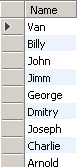 Name
Van
Billy
John
Jimm
George
Dmitry
Joseph
Charlie
Arnold